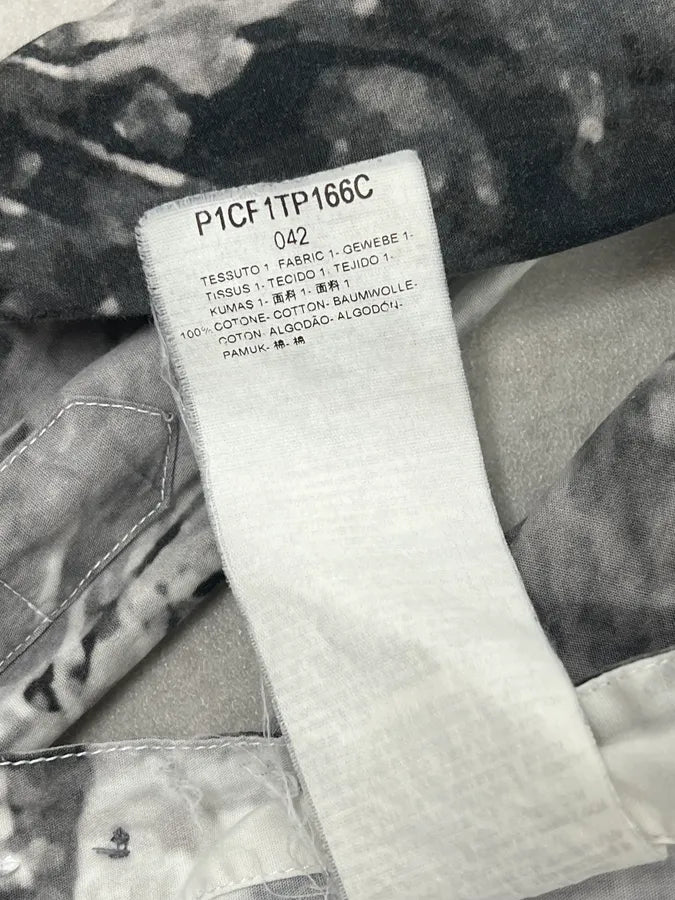 P1CF1TP166C
042
TESSUTO 1 FABRIC 1- GEWEBE 1-
TISSUS 1- TECIDO 1- TEJIDO 1-
KUMAS 1- 面料 1- 面料 1
100% COTONE- COTTON- BAUMWOLLE-
COTON- ALGODÃO- ALGODÓN-
PAMUK- 棉- 棉